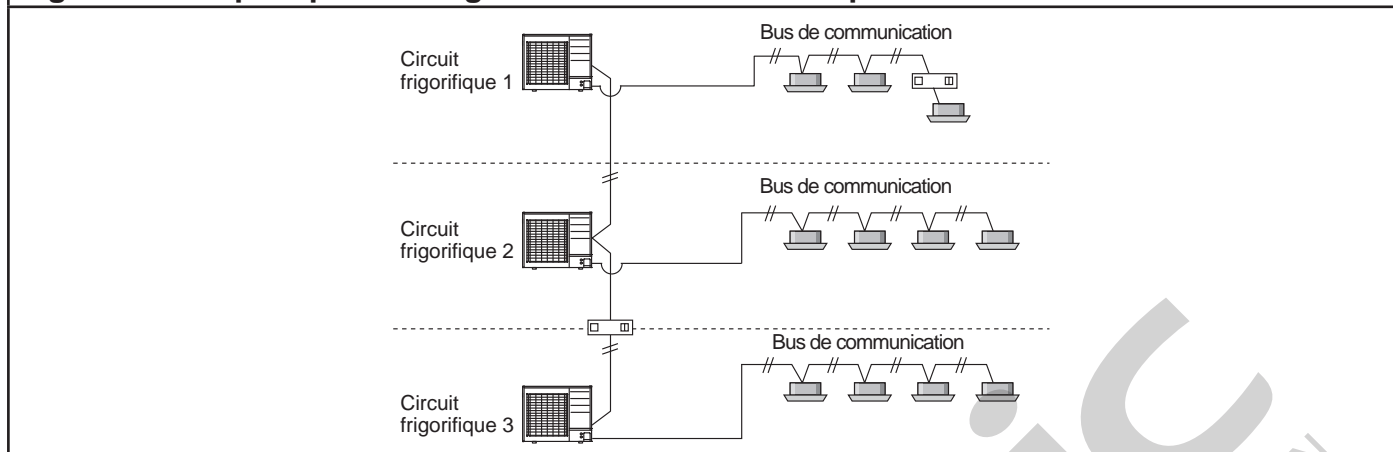 Bus de communication
Circuit
frigorifique 1
Bus de communication
Circuit
frigorifique 2
Bus de communication
Circuit
frigorifique 3